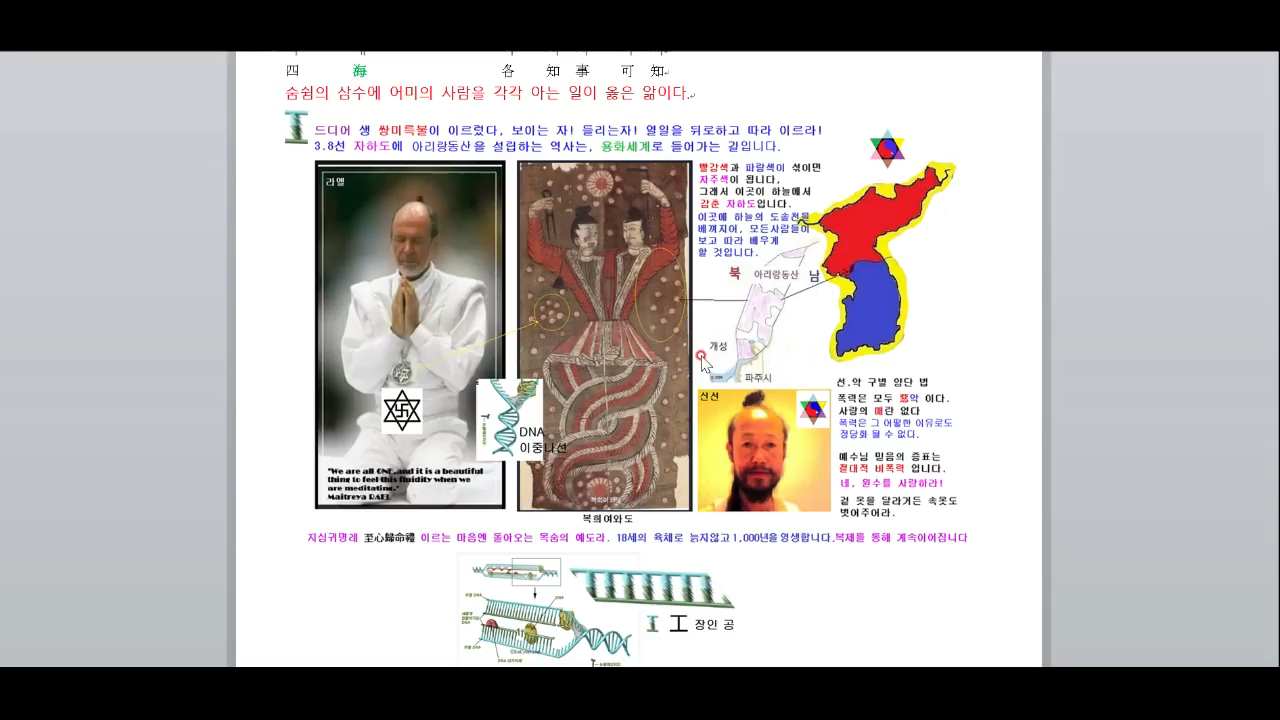 四 海 各 知 事 可 知
숨쉼의 삼수에 어미의 사람을 각각 아는 일이 옳은 앎이다.
드디어 생 쌍미륵불이 이르렀다, 보이는 자! 들리는자! 열일을 뒤로하고 따라 이르라!
3.8선 자하도에 아리랑동산을 설립하는 역사는, 용화세계로 들어가는 길입니다.
라엘
"We are all ONE, and it is a beautiful
thing to feel this fluidity when we
are meditating."
Maitreya RAEL
DNA
이중나선
복희여와도
복희여와도
빨강색과 파랑색이 섞이면
자주색이 됩니다,
그래서 이곳이 하늘에서
감춘 자하도입니다.
이곳에 하늘의 도솔천을
베껴지어, 모든사람들이
보고 따라 배우게
할 것입니다.
북 아리랑동산 남
개성
파주시
신선
선.악 구별 양단 법
폭력은 모두 惡악 이다.
사랑의 매란 없다
폭력은 그 어떠한 이유로도
정당화 될 수 없다.
예수님 믿음의 증표는
절대적 비폭력 입니다.
네, 원수를 사랑하라!
겉 옷을 달라거든 속옷도
벗어주어라.
지심귀명례 至心歸命禮 이르는 마음엔 돌아오는 목숨의 예도라. 18세의 육체로 늙지않고 1,000년을 영생합니다,복제를 통해 계속이어집니다
DNA
工 장인 공